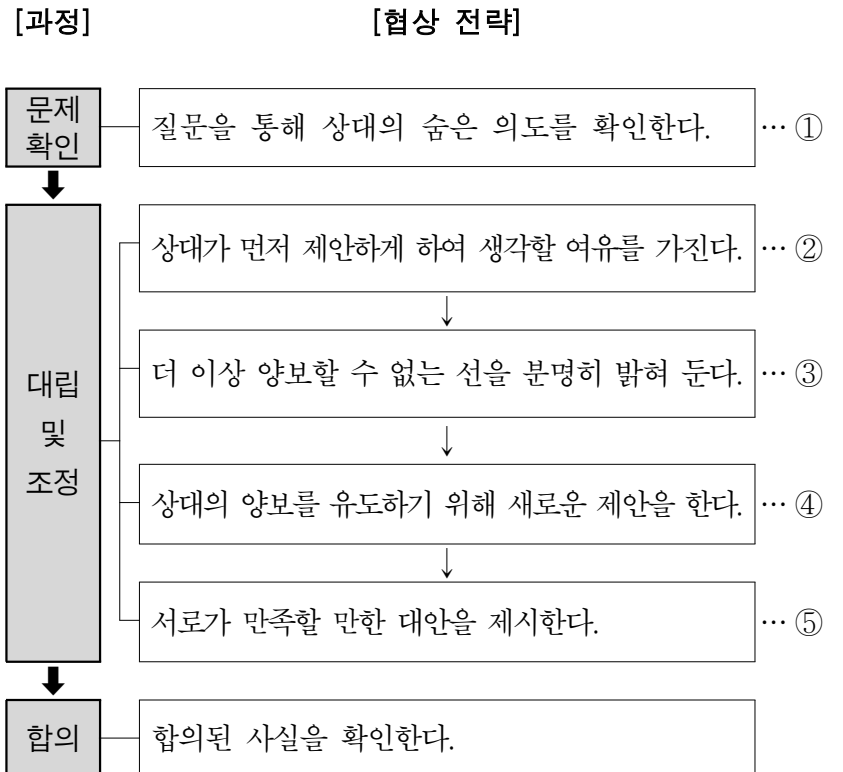 [과정] [협상 전략]
문제
확인
질문을 통해 상대의 숨은 의도를 확인한다. … ①
대립
및
조정
상대가 먼저 제안하게 하여 생각할 여유를 가진다. … ②
더 이상 양보할 수 없는 선을 분명히 밝혀 둔다. … ③
상대의 양보를 유도하기 위해 새로운 제안을 한다. … ④
서로가 만족할 만한 대안을 제시한다. … ⑤
합의
합의된 사실을 확인한다.